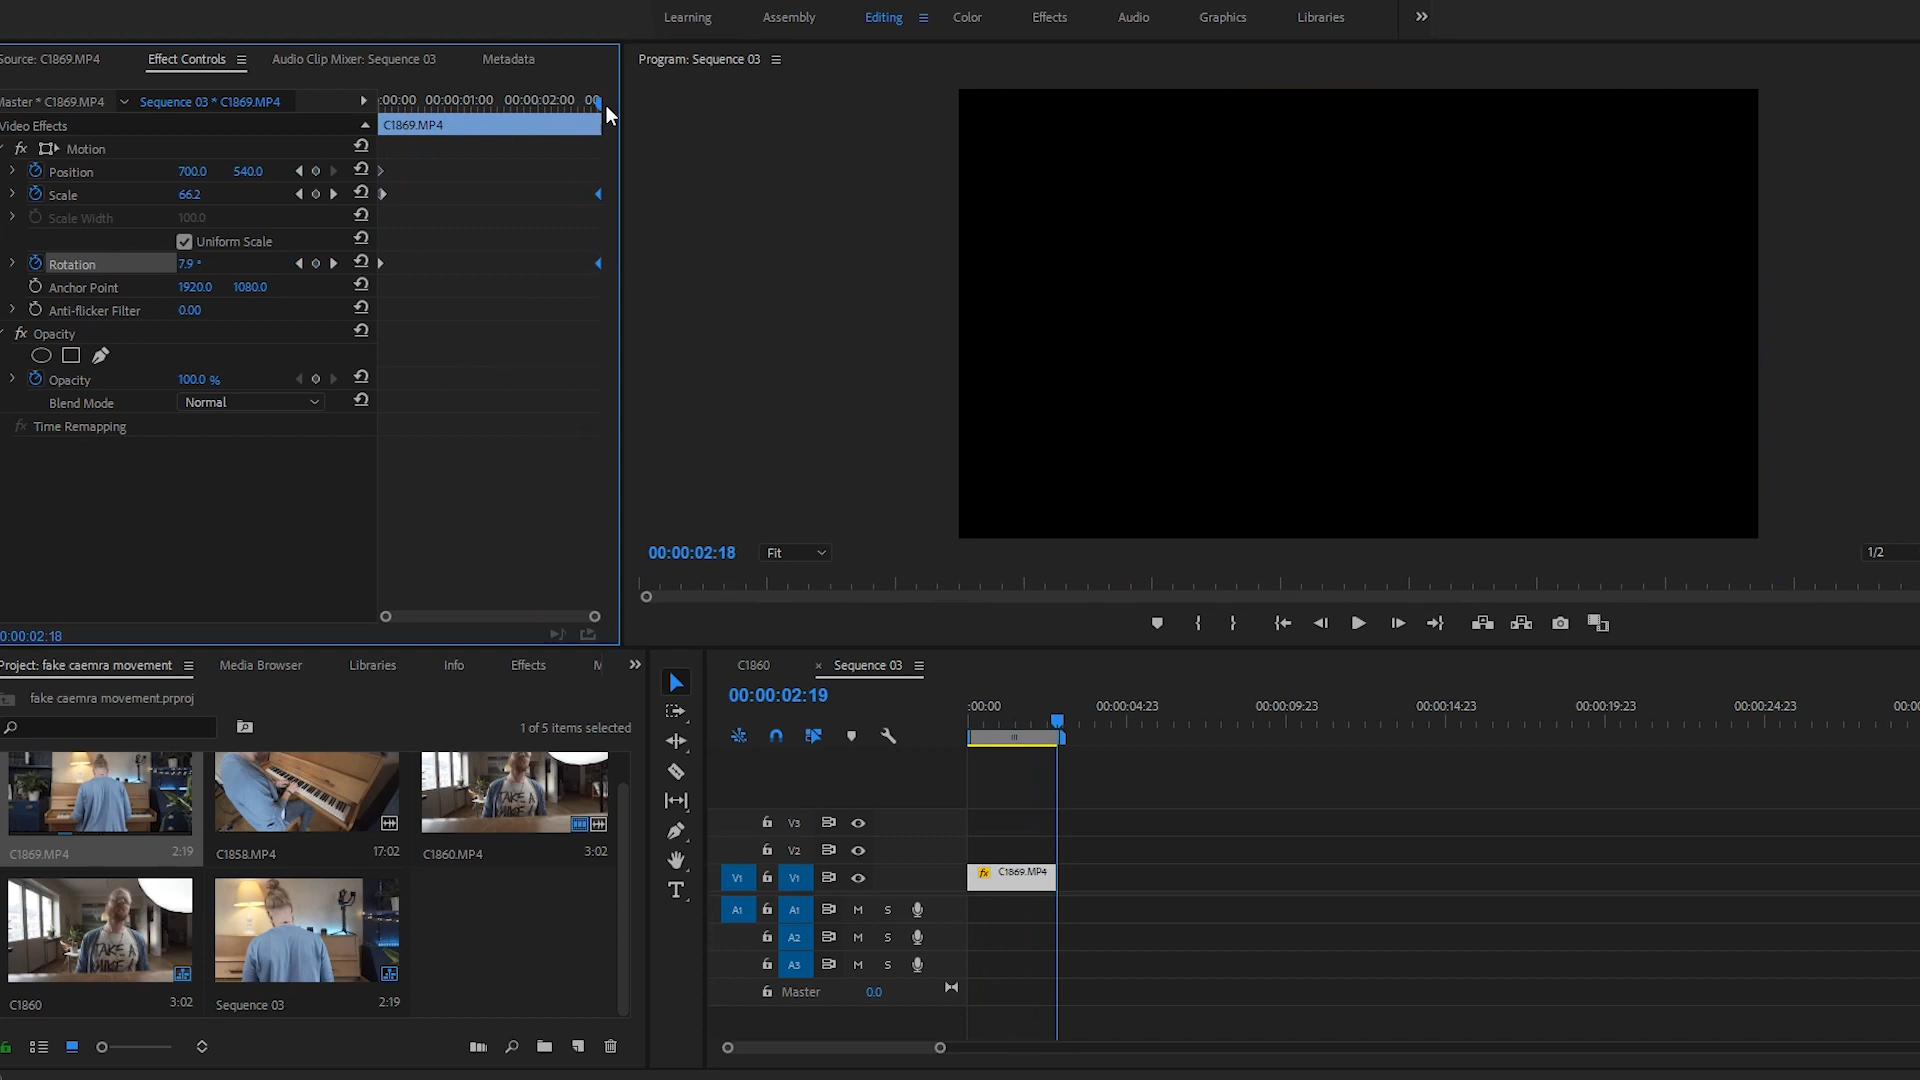 Learning Assembly Editing Color Effects Audio Graphics Libraries
Source: C1869.MP4 Effect Controls Audio Clip Mixer: Sequence 03 Metadata
Program: Sequence 03
Master * C1869.MP4 Sequence 03 * C1869.MP4 :00:00 00:00:01:00 00:00:02:00 00
Video Effects C1869.MP4
fx Motion
Position 700.0 540.0
Scale 66.2
Scale Width 100.0
Uniform Scale
Rotation 7.9 °
Anchor Point 1920.0 1080.0
Anti-flicker Filter 0.00
fx Opacity
Opacity 100.0 %
Blend Mode Normal
fx Time Remapping
00:00:02:18 Fit 1/2
0:00:02:18
Project: fake caemra movement Media Browser Libraries Info Effects M
fake caemra movement.prproj
1 of 5 items selected
C1869.MP4 2:19
C1858.MP4 17:02
C1860.MP4 3:02
TAKE A
C1860 3:02
Sequence 03 2:19
C1860 × Sequence 03
00:00:02:19
:00:00 00:00:04:23 00:00:09:23 00:00:14:23 00:00:19:23 00:00:24:23 00:0
V3
V2
V1 V1 fx C1869.MP4
A1 A1 M S
A2 M S
A3 M S
Master 0.0
T